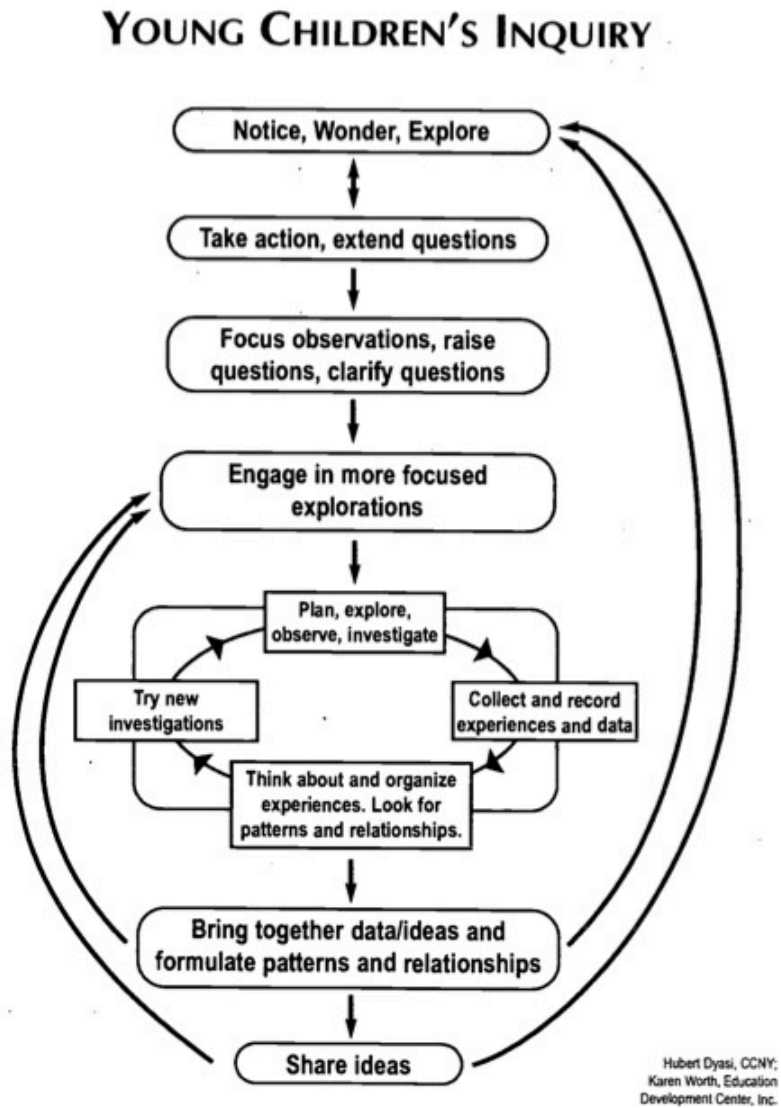 YOUNG CHILDREN'S INQUIRY
Notice, Wonder, Explore
Take action, extend questions
Focus observations, raise
questions, clarify questions
Engage in more focused
explorations
Plan, explore,
observe, investigate
Try new
investigations
Collect and record
experiences and data
Think about and organize
experiences. Look for
patterns and relationships.
Bring together data/ideas and
formulate patterns and relationships
Share ideas
Hubert Dyasi, CCNY;
Karen Worth, Education
Development Center, Inc.